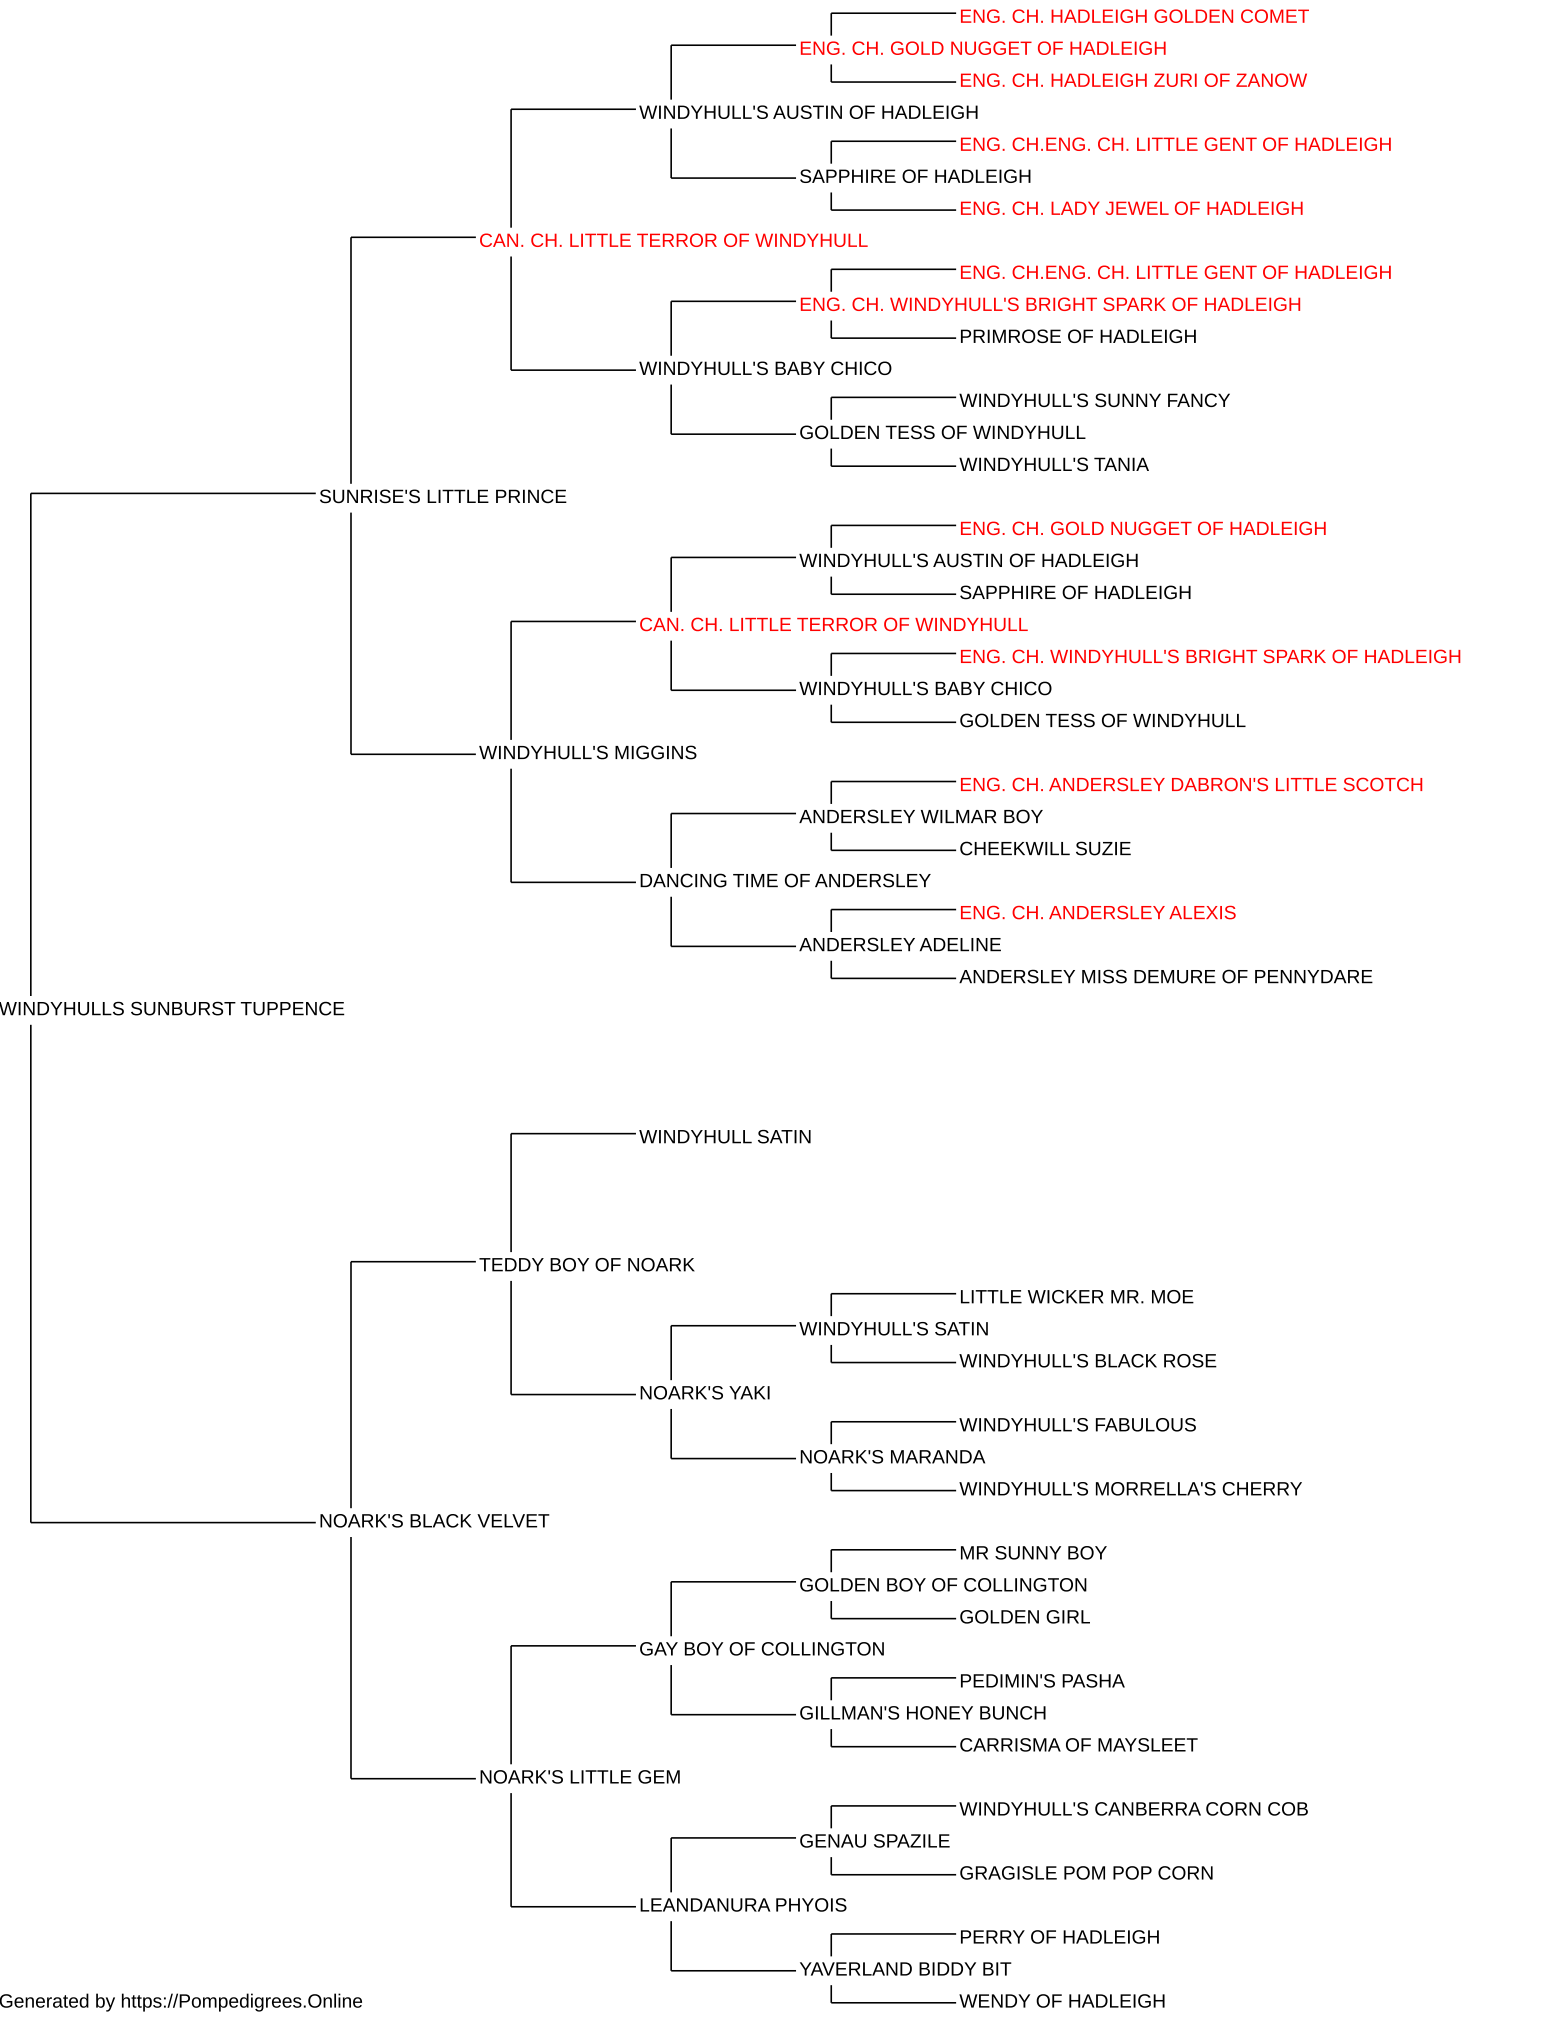 ENG. CH. HADLEIGH GOLDEN COMET
ENG. CH. GOLD NUGGET OF HADLEIGH
ENG. CH. HADLEIGH ZURI OF ZANOW
WINDYHULL'S AUSTIN OF HADLEIGH
ENG. CH.ENG. CH. LITTLE GENT OF HADLEIGH
SAPPHIRE OF HADLEIGH
ENG. CH. LADY JEWEL OF HADLEIGH
CAN. CH. LITTLE TERROR OF WINDYHULL
ENG. CH.ENG. CH. LITTLE GENT OF HADLEIGH
ENG. CH. WINDYHULL'S BRIGHT SPARK OF HADLEIGH
PRIMROSE OF HADLEIGH
WINDYHULL'S BABY CHICO
WINDYHULL'S SUNNY FANCY
GOLDEN TESS OF WINDYHULL
WINDYHULL'S TANIA
SUNRISE'S LITTLE PRINCE
ENG. CH. GOLD NUGGET OF HADLEIGH
WINDYHULL'S AUSTIN OF HADLEIGH
SAPPHIRE OF HADLEIGH
CAN. CH. LITTLE TERROR OF WINDYHULL
ENG. CH. WINDYHULL'S BRIGHT SPARK OF HADLEIGH
WINDYHULL'S BABY CHICO
GOLDEN TESS OF WINDYHULL
WINDYHULL'S MIGGINS
ENG. CH. ANDERSLEY DABRON'S LITTLE SCOTCH
ANDERSLEY WILMAR BOY
CHEEKWILL SUZIE
DANCING TIME OF ANDERSLEY
ENG. CH. ANDERSLEY ALEXIS
ANDERSLEY ADELINE
ANDERSLEY MISS DEMURE OF PENNYDARE
WINDYHULLS SUNBURST TUPPENCE
WINDYHULL SATIN
TEDDY BOY OF NOARK
LITTLE WICKER MR. MOE
WINDYHULL'S SATIN
WINDYHULL'S BLACK ROSE
NOARK'S YAKI
WINDYHULL'S FABULOUS
NOARK'S MARANDA
WINDYHULL'S MORRELLA'S CHERRY
NOARK'S BLACK VELVET
MR SUNNY BOY
GOLDEN BOY OF COLLINGTON
GOLDEN GIRL
GAY BOY OF COLLINGTON
PEDIMIN'S PASHA
GILLMAN'S HONEY BUNCH
CARRISMA OF MAYSLEET
NOARK'S LITTLE GEM
WINDYHULL'S CANBERRA CORN COB
GENAU SPAZILE
GRAGISLE POM POP CORN
LEANDANURA PHYOIS
PERRY OF HADLEIGH
YAVERLAND BIDDY BIT
WENDY OF HADLEIGH
Generated by https://Pompedigrees.Online